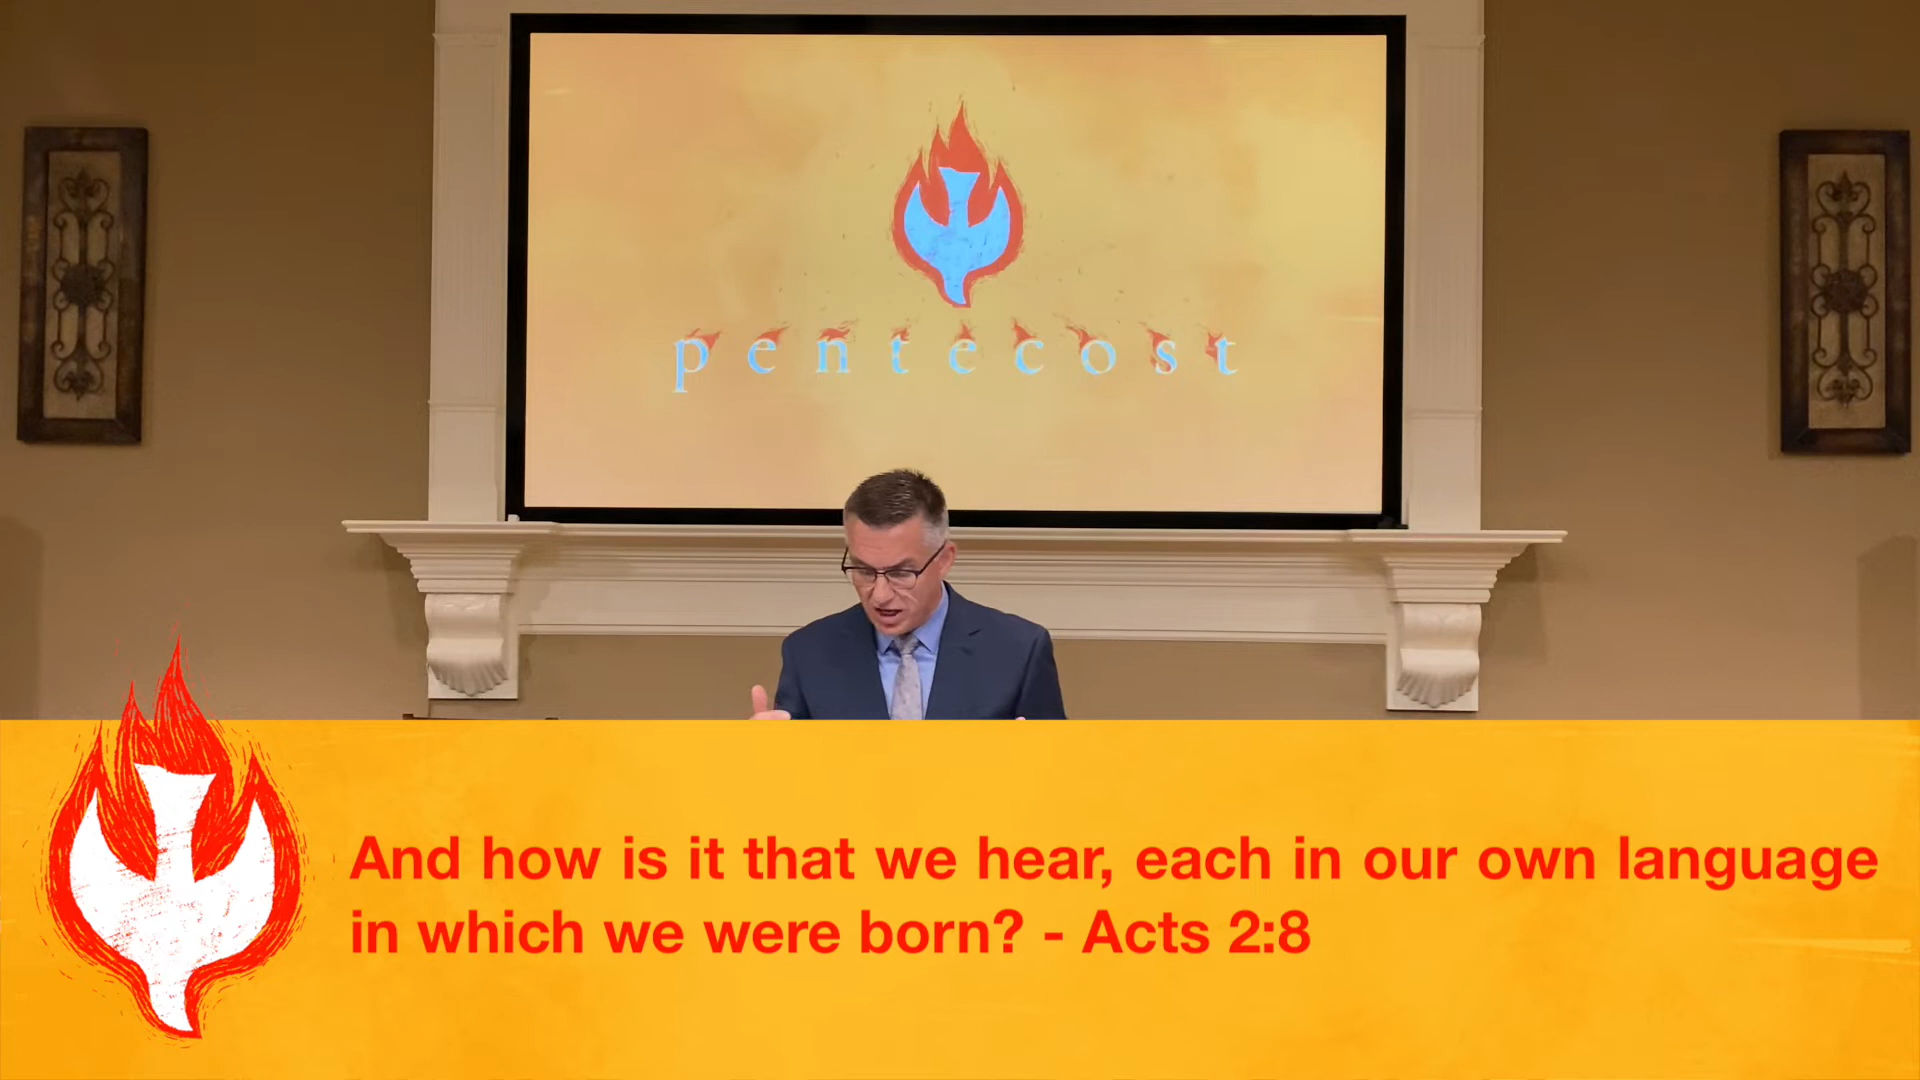 pentecost
And how is it that we hear, each in our own language
in which we were born? - Acts 2:8